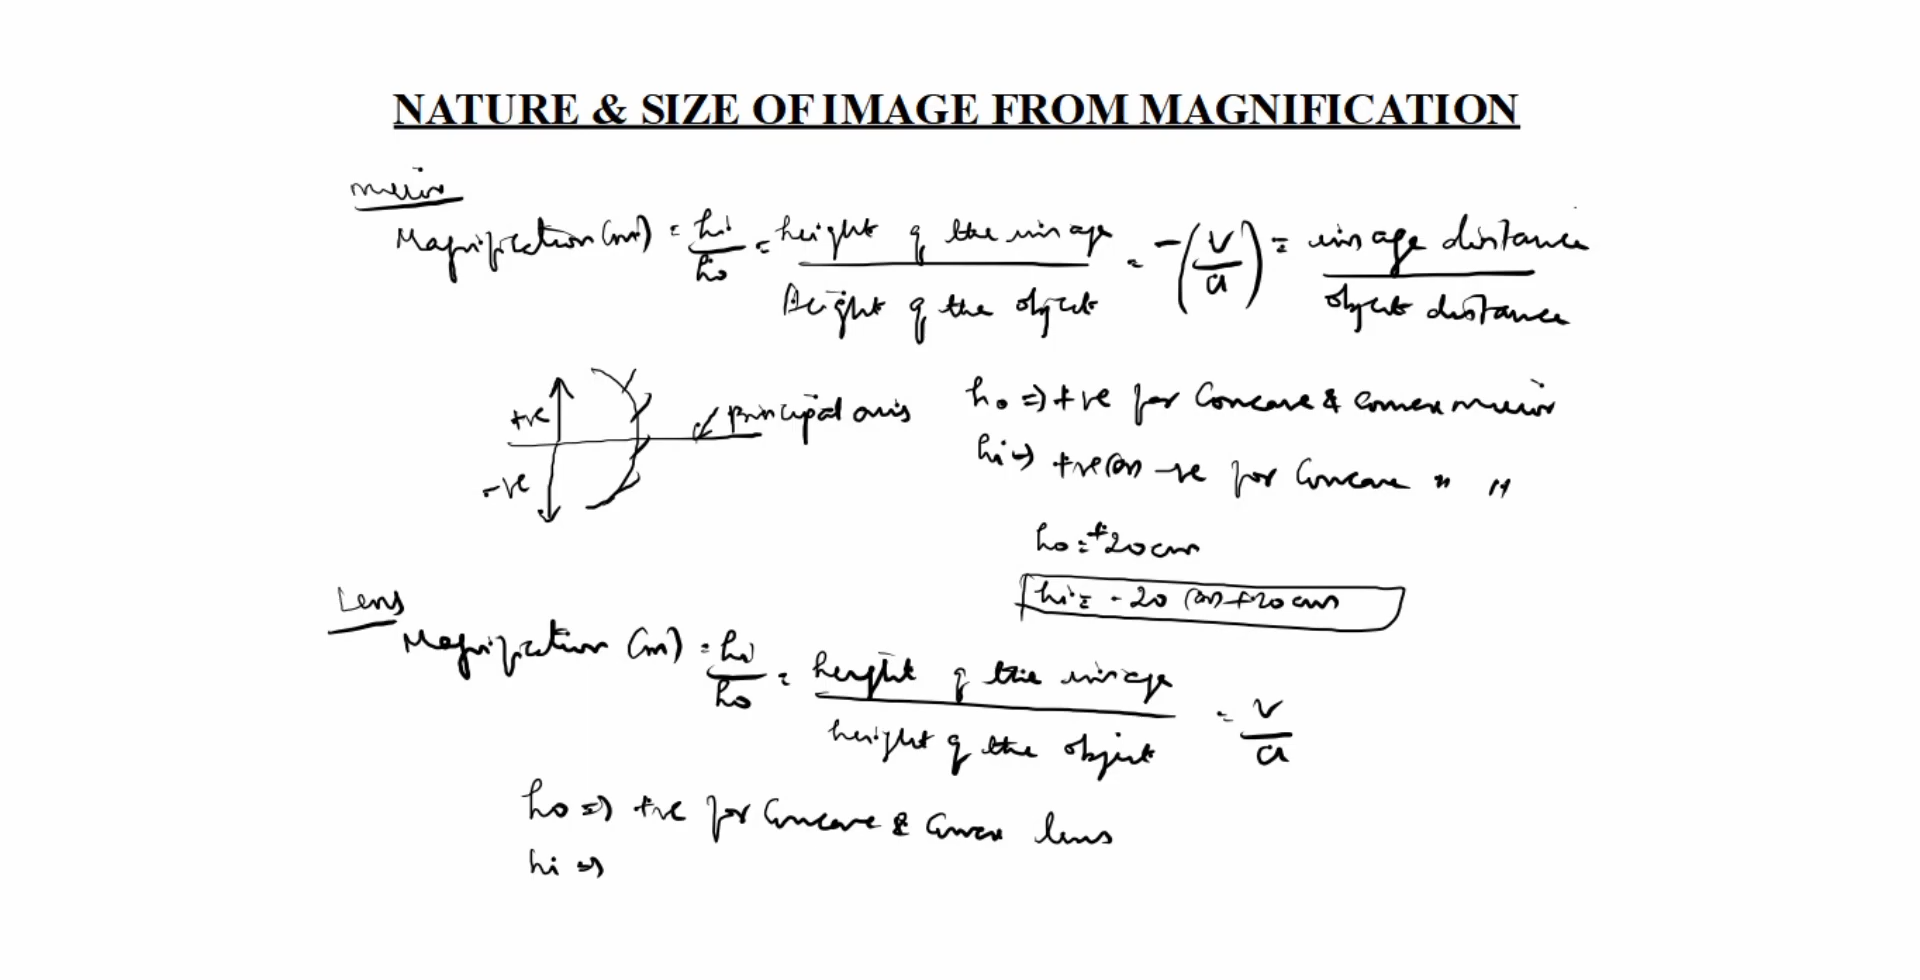 NATURE & SIZE OF IMAGE FROM MAGNIFICATION
Mirror
Magnification (m) = hi/ho = height of the image / Height of the object = -(v/u) = image distance / object distance
+ve
-ve
principal axis
ho => +ve for Concave & convex mirror
hi => +ve (or) -ve for Concave " "
ho = +20 cm
hi = -20 (or) +20 cm
Lens
Magnification (m) = hi/ho = height of the image / height of the object = v/u
ho => +ve for Concave & Convex lens
hi =>